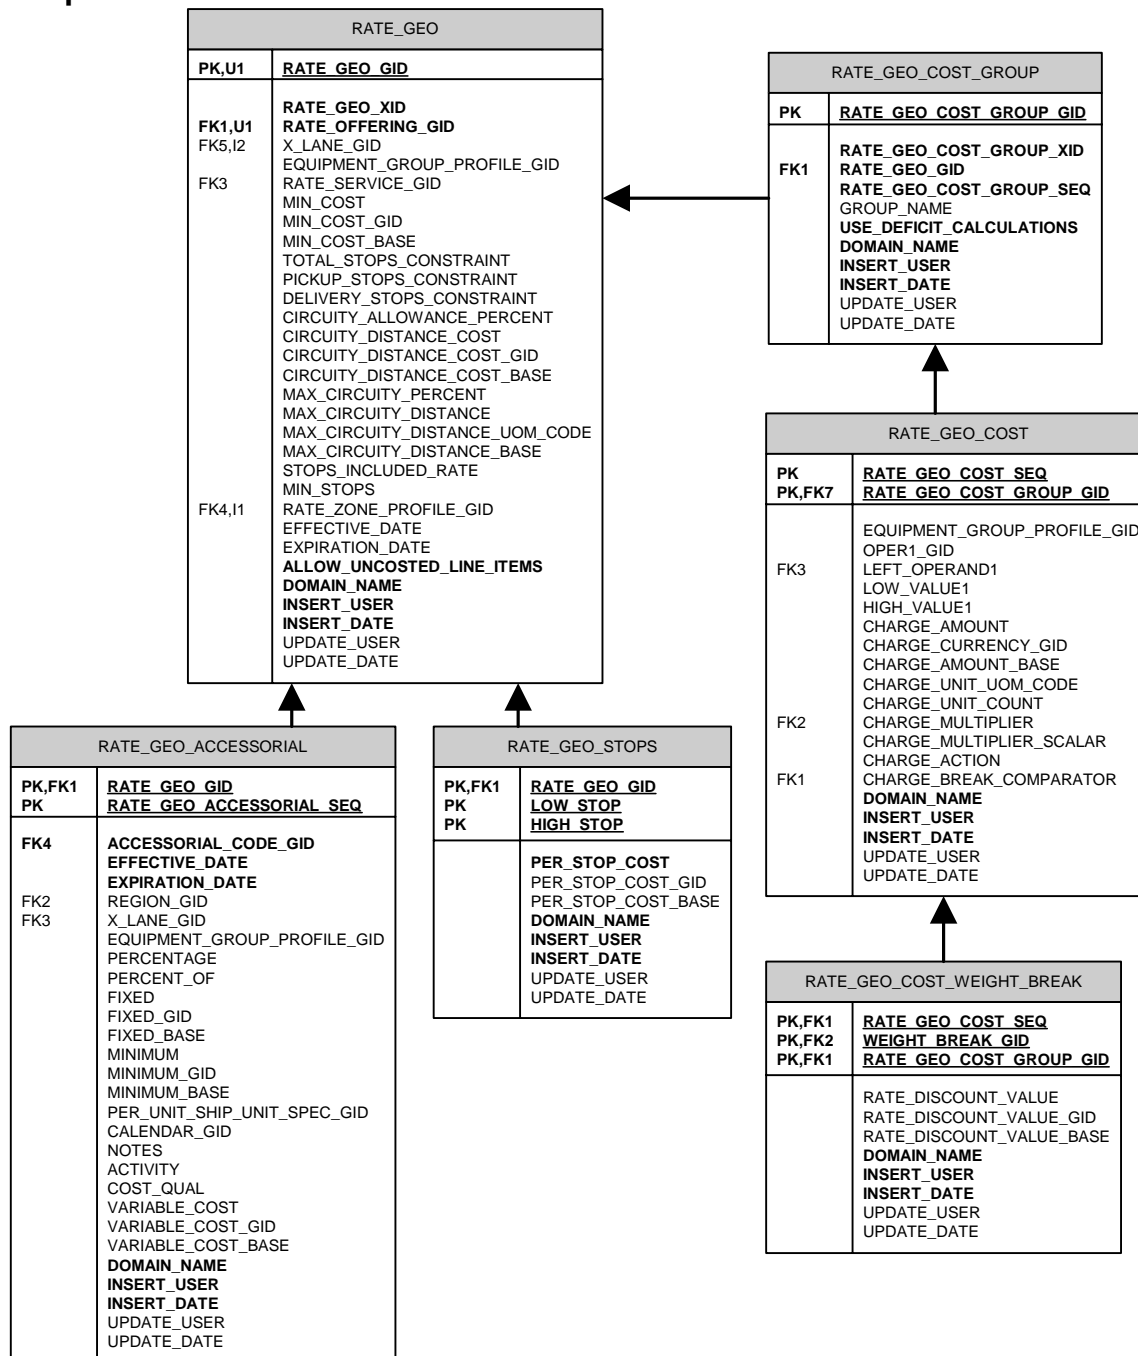 RATE_GEO
PK,U1 RATE_GEO_GID
RATE_GEO_XID
FK1,U1 RATE_OFFERING_GID
FK5,I2 X_LANE_GID
EQUIPMENT_GROUP_PROFILE_GID
FK3 RATE_SERVICE_GID
MIN_COST
MIN_COST_GID
MIN_COST_BASE
TOTAL_STOPS_CONSTRAINT
PICKUP_STOPS_CONSTRAINT
DELIVERY_STOPS_CONSTRAINT
CIRCUITY_ALLOWANCE_PERCENT
CIRCUITY_DISTANCE_COST
CIRCUITY_DISTANCE_COST_GID
CIRCUITY_DISTANCE_COST_BASE
MAX_CIRCUITY_PERCENT
MAX_CIRCUITY_DISTANCE
MAX_CIRCUITY_DISTANCE_UOM_CODE
MAX_CIRCUITY_DISTANCE_BASE
STOPS_INCLUDED_RATE
MIN_STOPS
FK4,I1 RATE_ZONE_PROFILE_GID
EFFECTIVE_DATE
EXPIRATION_DATE
ALLOW_UNCOSTED_LINE_ITEMS
DOMAIN_NAME
INSERT_USER
INSERT_DATE
UPDATE_USER
UPDATE_DATE
RATE_GEO_COST_GROUP
PK RATE_GEO_COST_GROUP_GID
RATE_GEO_COST_GROUP_XID
FK1 RATE_GEO_GID
RATE_GEO_COST_GROUP_SEQ
GROUP_NAME
USE_DEFICIT_CALCULATIONS
DOMAIN_NAME
INSERT_USER
INSERT_DATE
UPDATE_USER
UPDATE_DATE
RATE_GEO_COST
PK RATE_GEO_COST_SEQ
PK,FK7 RATE_GEO_COST_GROUP_GID
EQUIPMENT_GROUP_PROFILE_GID
OPER1_GID
FK3 LEFT_OPERAND1
LOW_VALUE1
HIGH_VALUE1
CHARGE_AMOUNT
CHARGE_CURRENCY_GID
CHARGE_AMOUNT_BASE
CHARGE_UNIT_UOM_CODE
CHARGE_UNIT_COUNT
FK2 CHARGE_MULTIPLIER
CHARGE_MULTIPLIER_SCALAR
CHARGE_ACTION
FK1 CHARGE_BREAK_COMPARATOR
DOMAIN_NAME
INSERT_USER
INSERT_DATE
UPDATE_USER
UPDATE_DATE
RATE_GEO_ACCESSORIAL
PK,FK1 RATE_GEO_GID
PK RATE_GEO_ACCESSORIAL_SEQ
FK4 ACCESSORIAL_CODE_GID
EFFECTIVE_DATE
EXPIRATION_DATE
FK2 REGION_GID
FK3 X_LANE_GID
EQUIPMENT_GROUP_PROFILE_GID
PERCENTAGE
PERCENT_OF
FIXED
FIXED_GID
FIXED_BASE
MINIMUM
MINIMUM_GID
MINIMUM_BASE
PER_UNIT_SHIP_UNIT_SPEC_GID
CALENDAR_GID
NOTES
ACTIVITY
COST_QUAL
VARIABLE_COST
VARIABLE_COST_GID
VARIABLE_COST_BASE
DOMAIN_NAME
INSERT_USER
INSERT_DATE
UPDATE_USER
UPDATE_DATE
RATE_GEO_STOPS
PK,FK1 RATE_GEO_GID
PK LOW_STOP
PK HIGH_STOP
PER_STOP_COST
PER_STOP_COST_GID
PER_STOP_COST_BASE
DOMAIN_NAME
INSERT_USER
INSERT_DATE
UPDATE_USER
UPDATE_DATE
RATE_GEO_COST_WEIGHT_BREAK
PK,FK1 RATE_GEO_COST_SEQ
PK,FK2 WEIGHT_BREAK_GID
PK,FK1 RATE_GEO_COST_GROUP_GID
RATE_DISCOUNT_VALUE
RATE_DISCOUNT_VALUE_GID
RATE_DISCOUNT_VALUE_BASE
DOMAIN_NAME
INSERT_USER
INSERT_DATE
UPDATE_USER
UPDATE_DATE